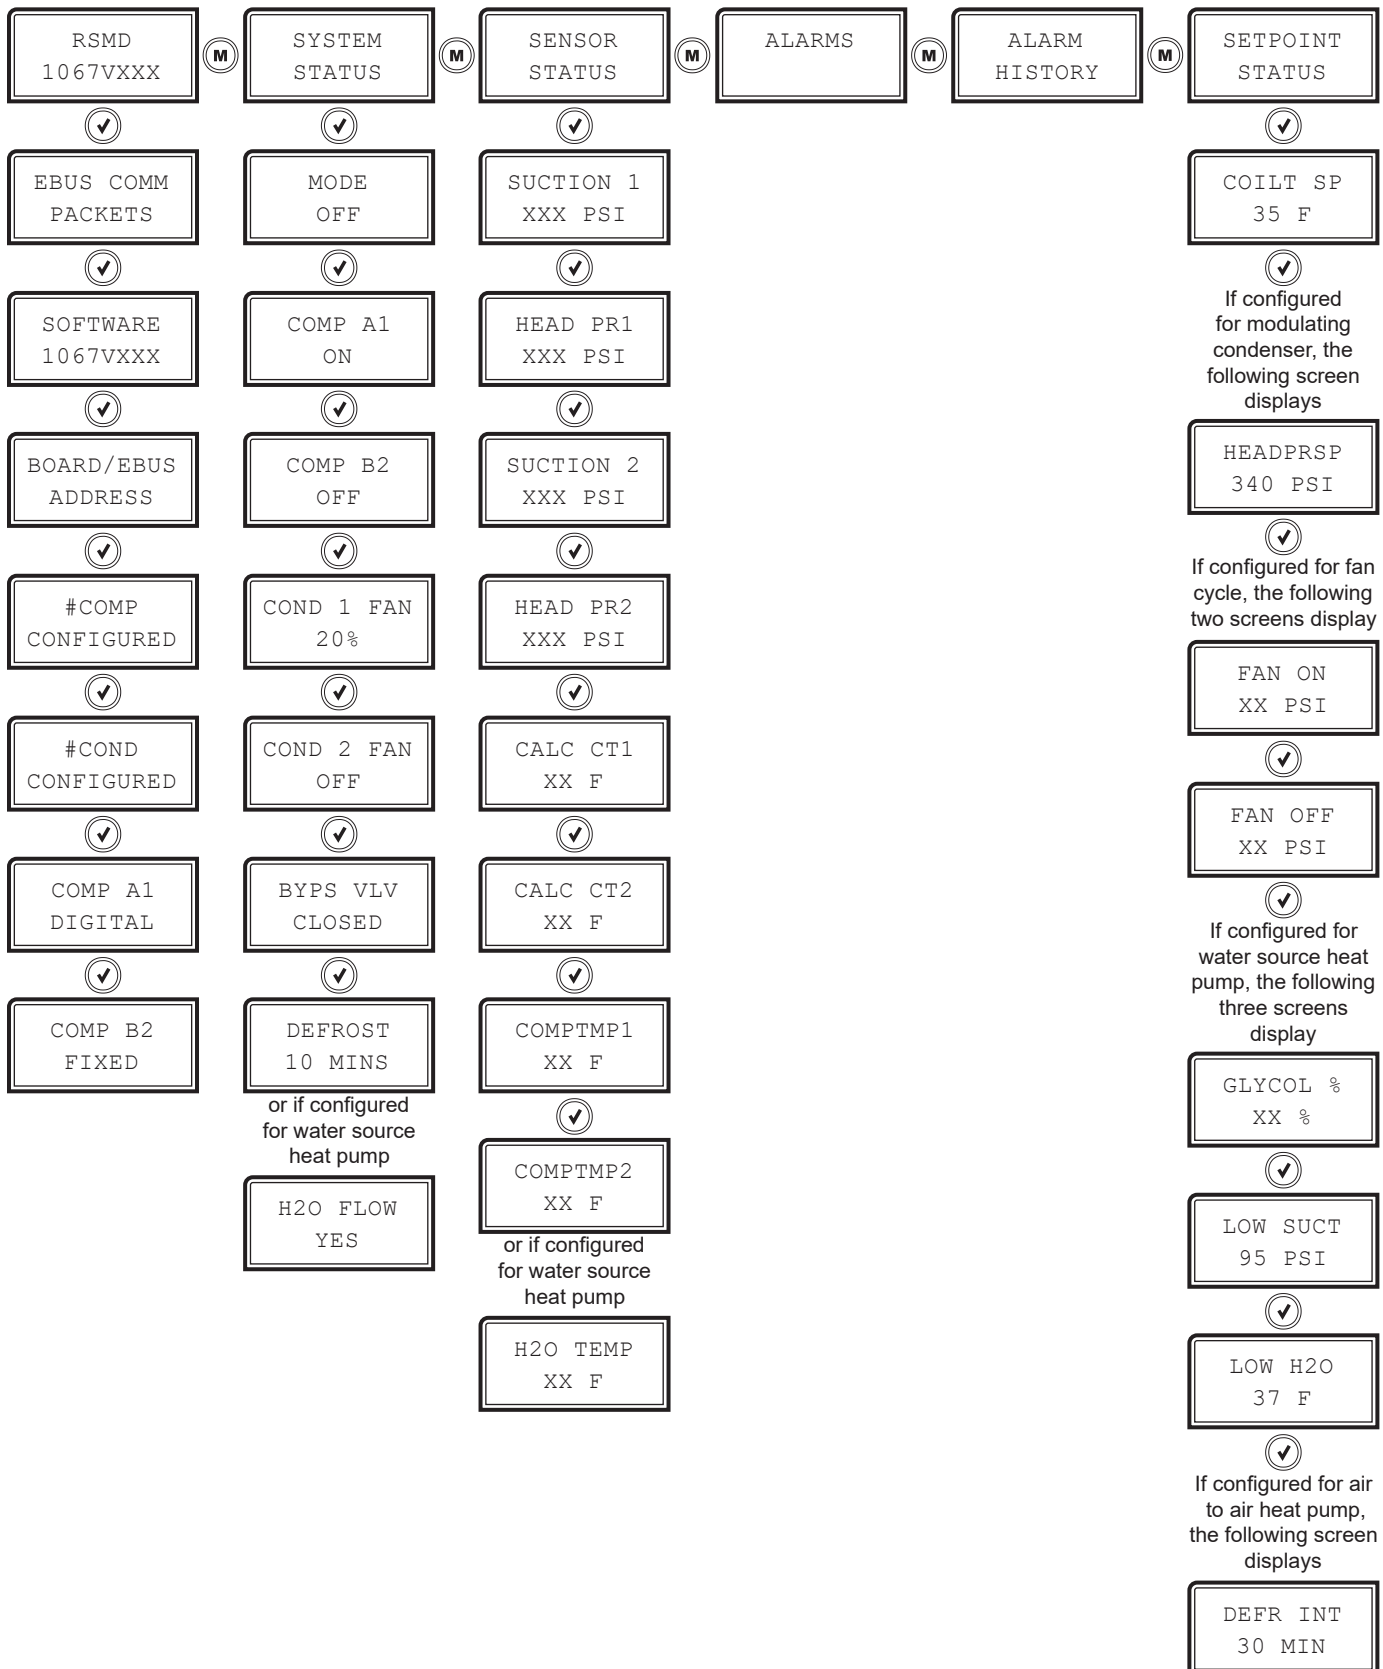 RSMD
1067VXXX
M
SYSTEM
STATUS
M
SENSOR
STATUS
M
ALARMS
M
ALARM
HISTORY
M
SETPOINT
STATUS
EBUS COMM
PACKETS
SOFTWARE
1067VXXX
BOARD/EBUS
ADDRESS
#COMP
CONFIGURED
#COND
CONFIGURED
COMP A1
DIGITAL
COMP B2
FIXED
MODE
OFF
COMP A1
ON
COMP B2
OFF
COND 1 FAN
20%
COND 2 FAN
OFF
BYPS VLV
CLOSED
DEFROST
10 MINS
or if configured
for water source
heat pump
H2O FLOW
YES
SUCTION 1
XXX PSI
HEAD PR1
XXX PSI
SUCTION 2
XXX PSI
HEAD PR2
XXX PSI
CALC CT1
XX F
CALC CT2
XX F
COMPTMP1
XX F
COMPTMP2
XX F
or if configured
for water source
heat pump
H2O TEMP
XX F
COILT SP
35 F
If configured
for modulating
condenser, the
following screen
displays
HEADPRSP
340 PSI
If configured for fan
cycle, the following
two screens display
FAN ON
XX PSI
FAN OFF
XX PSI
If configured for
water source heat
pump, the following
three screens
display
GLYCOL %
XX %
LOW SUCT
95 PSI
LOW H2O
37 F
If configured for air
to air heat pump,
the following screen
displays
DEFR INT
30 MIN